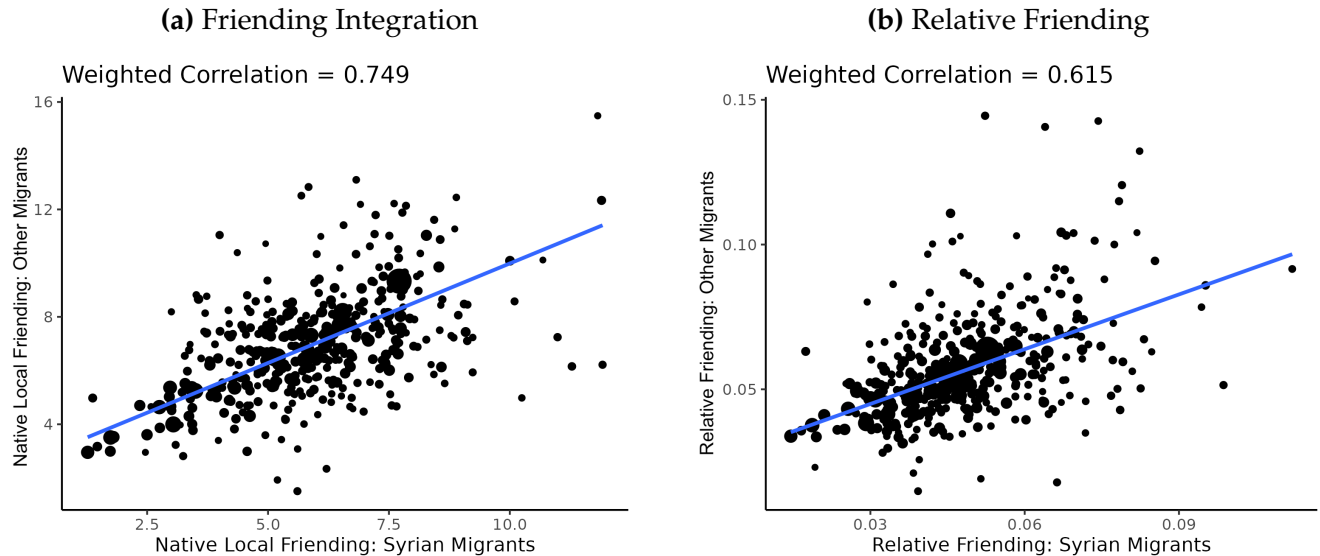 (a) Friending Integration
Weighted Correlation = 0.749
16
12
8
4
Native Local Friending: Other Migrants
2.5 5.0 7.5 10.0
Native Local Friending: Syrian Migrants
(b) Relative Friending
Weighted Correlation = 0.615
0.15
0.10
0.05
Relative Friending: Other Migrants
0.03 0.06 0.09
Relative Friending: Syrian Migrants